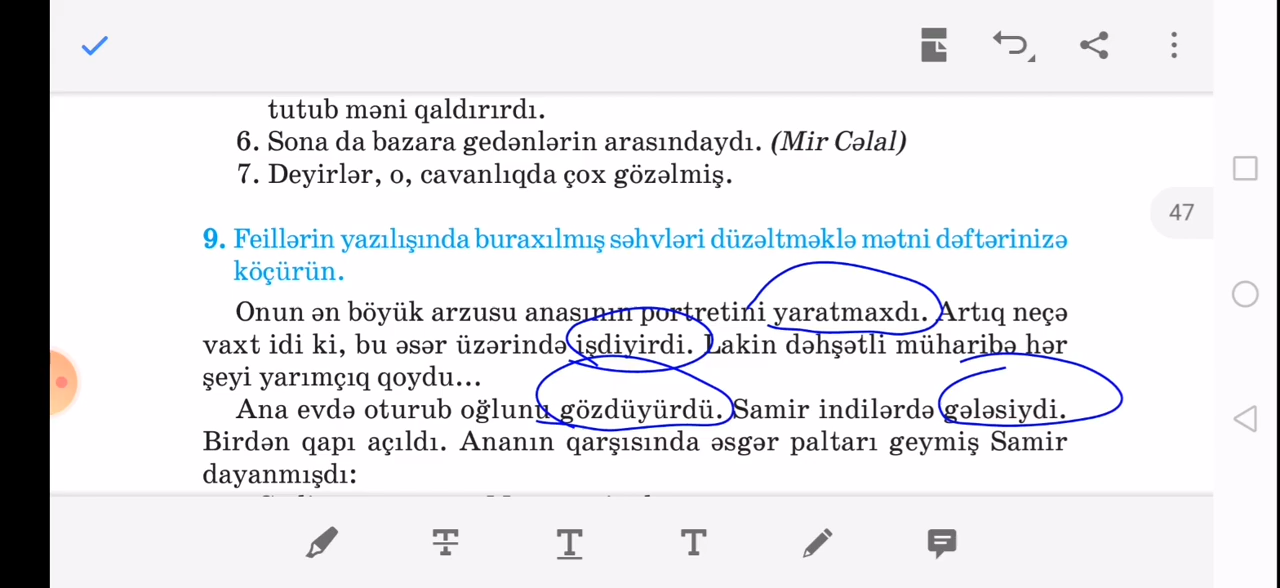 tutub məni qaldırırdı.
6. Sona da bazara gedənlərin arasındaydı. (Mir Cəlal)
7. Deyirlər, o, cavanlıqda çox gözəlmiş.
47
9. Feillərin yazılışında buraxılmış səhvləri düzəltməklə mətni dəftərinizə
köçürün.
Onun ən böyük arzusu anasının portretini yaratmaxdı. Artıq neçə
vaxt idi ki, bu əsər üzərində işdiyirdi. Lakin dəhşətli müharibə hər
şeyi yarımçıq qoydu...
Ana evdə oturub oğlunu gözdüyürdü. Samir indilərdə gələsiydi.
Birdən qapı açıldı. Ananın qarşısında əsgər paltarı geymiş Samir
dayanmışdı: